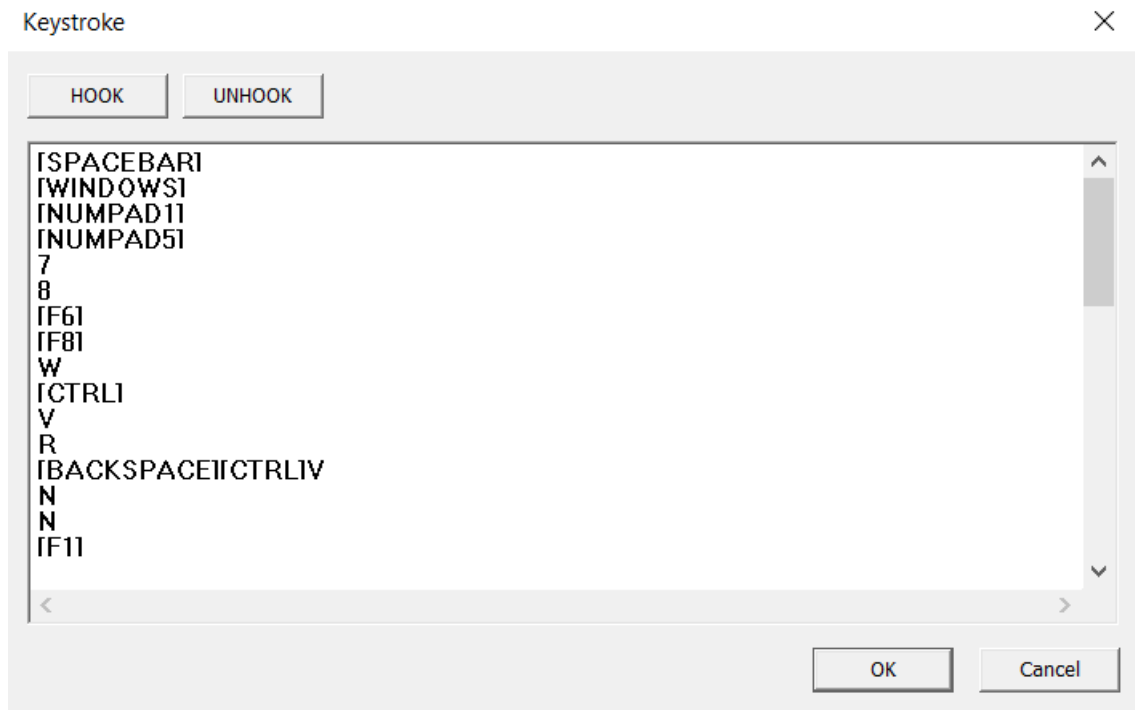 Keystroke
HOOK UNHOOK
[SPACEBAR]
[WINDOWS]
[NUMPAD1]
[NUMPAD5]
7
8
[F6]
[F8]
W
[CTRL]
V
R
[BACKSPACE][CTRL]V
N
N
[F1]
OK Cancel